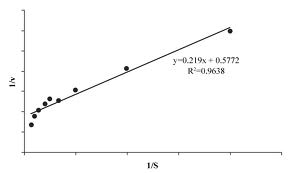 y=0.219x + 0.5772
R²=0.9638
1/v
1/S